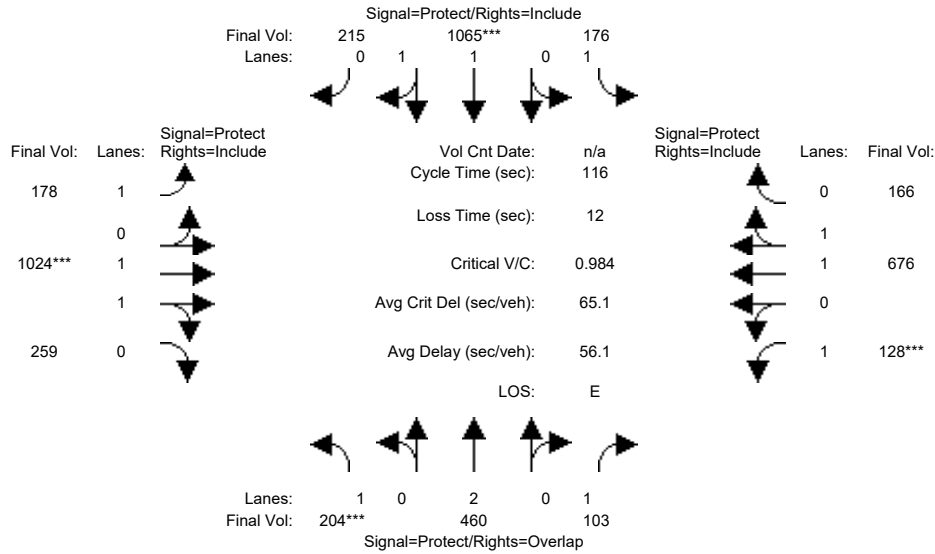 Signal=Protect/Rights=Include
Final Vol: 215 1065*** 176
Lanes: 0 1 1 0 1
Signal=Protect
Final Vol: Lanes: Rights=Include
Vol Cnt Date: n/a
Signal=Protect
Rights=Include Lanes: Final Vol:
Cycle Time (sec): 116
178 1
0 166
Loss Time (sec): 12
0
1
1024*** 1
Critical V/C: 0.984
1 676
1
Avg Crit Del (sec/veh): 65.1
0
259 0
Avg Delay (sec/veh): 56.1
1 128***
LOS: E
Lanes: 1 0 2 0 1
Final Vol: 204*** 460 103
Signal=Protect/Rights=Overlap